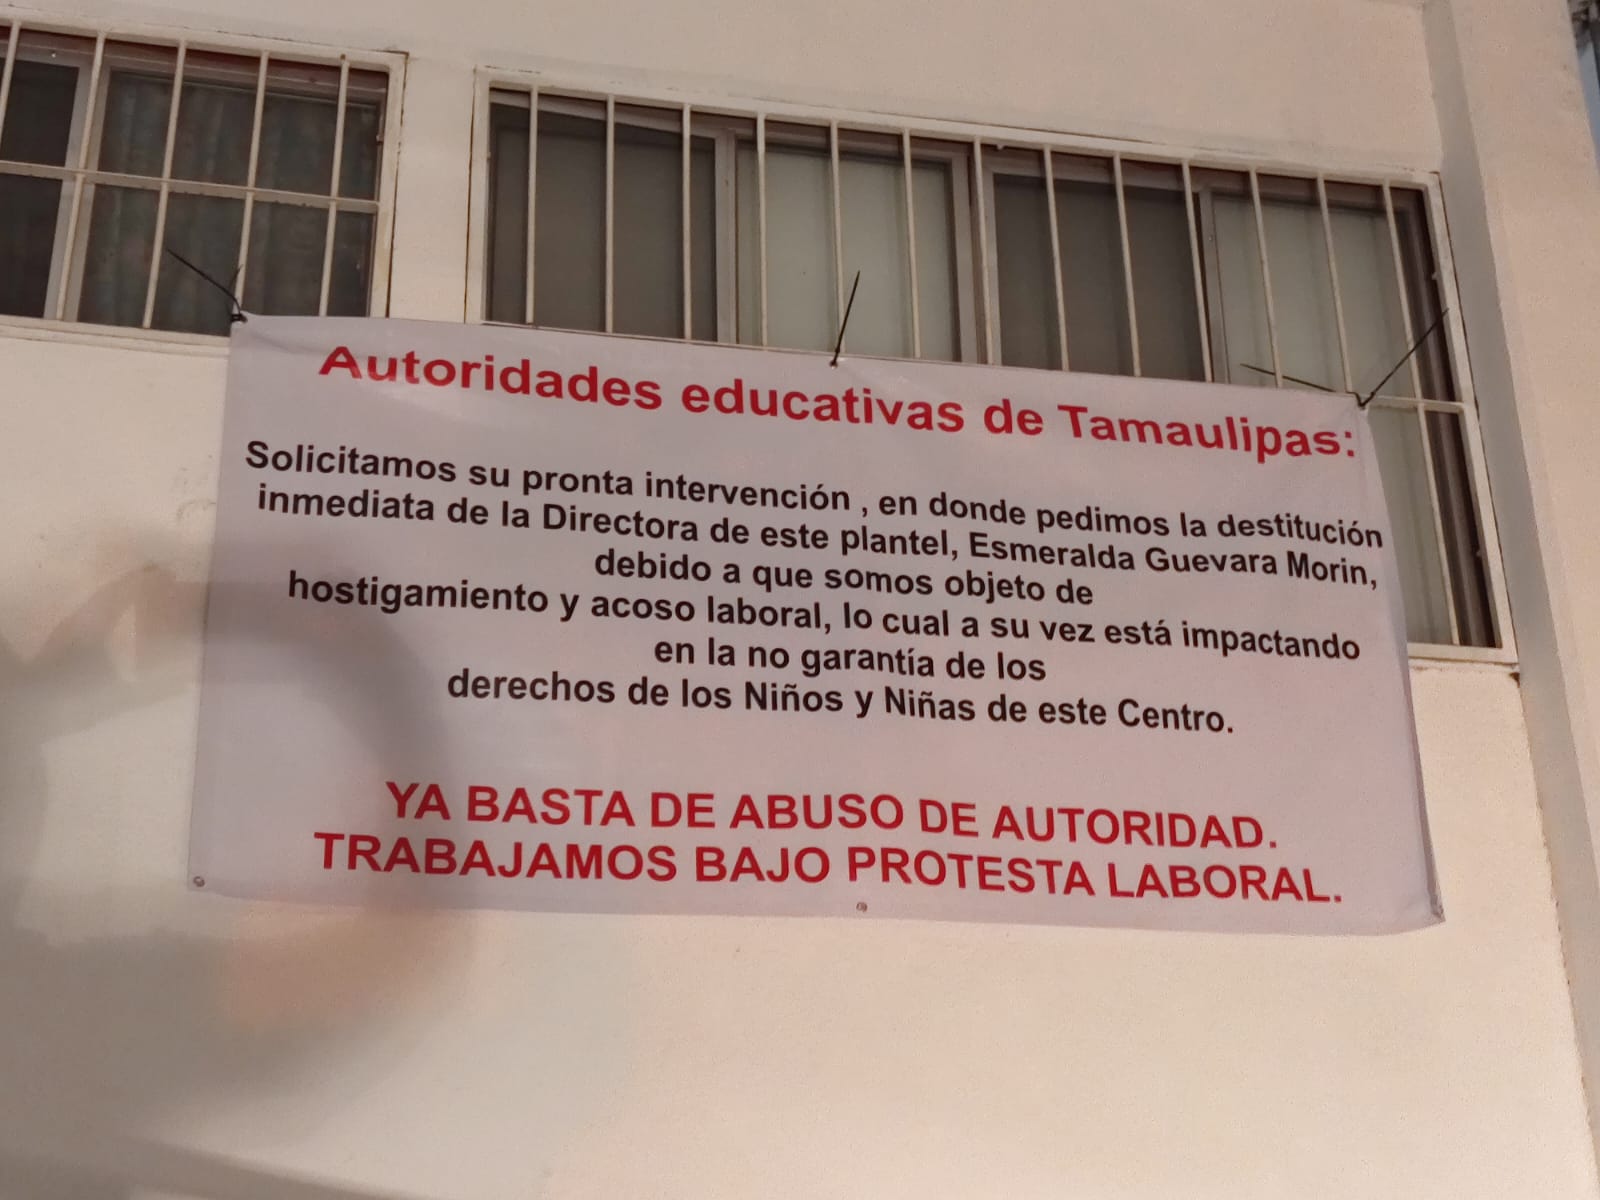 Autoridades educativas de Tamaulipas:
Solicitamos su pronta intervención , en donde pedimos la destitución
inmediata de la Directora de este plantel, Esmeralda Guevara Morin,
debido a que somos objeto de
hostigamiento y acoso laboral, lo cual a su vez está impactando
en la no garantía de los
derechos de los Niños y Niñas de este Centro.
YA BASTA DE ABUSO DE AUTORIDAD.
TRABAJAMOS BAJO PROTESTA LABORAL.